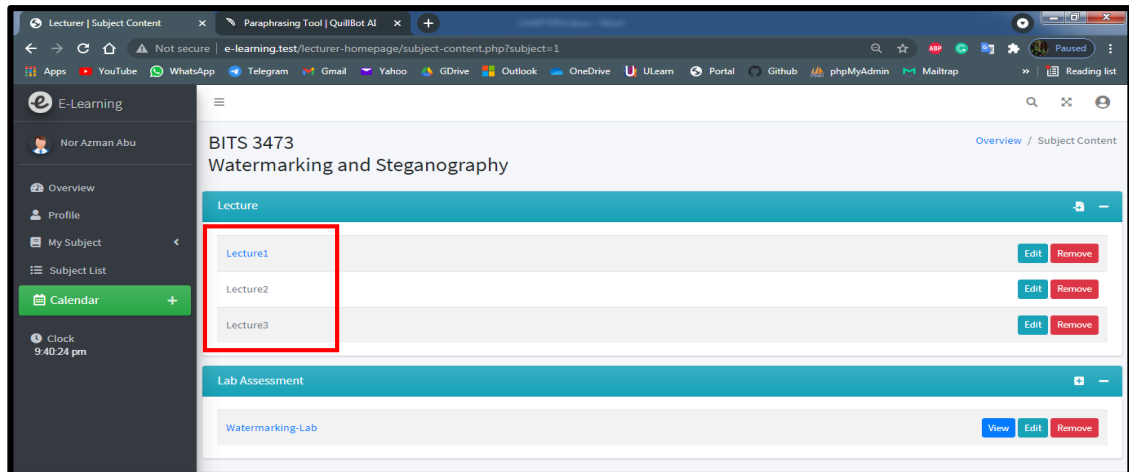 Lecturer | Subject Content
Paraphrasing Tool | QuillBot AI
Not secure | e-learning.test/lecturer-homepage/subject-content.php?subject=1
ABP
Paused
Apps YouTube WhatsApp Telegram Gmail Yahoo GDrive Outlook OneDrive ULearn Portal Github phpMyAdmin Mailtrap » Reading list
E-Learning
Nor Azman Abu
BITS 3473
Watermarking and Steganography
Overview / Subject Content
Overview
Profile
My Subject
Subject List
Calendar +
Clock
9:40:24 pm
Lecture
Lecture1 Edit Remove
Lecture2 Edit Remove
Lecture3 Edit Remove
Lab Assessment
Watermarking-Lab View Edit Remove